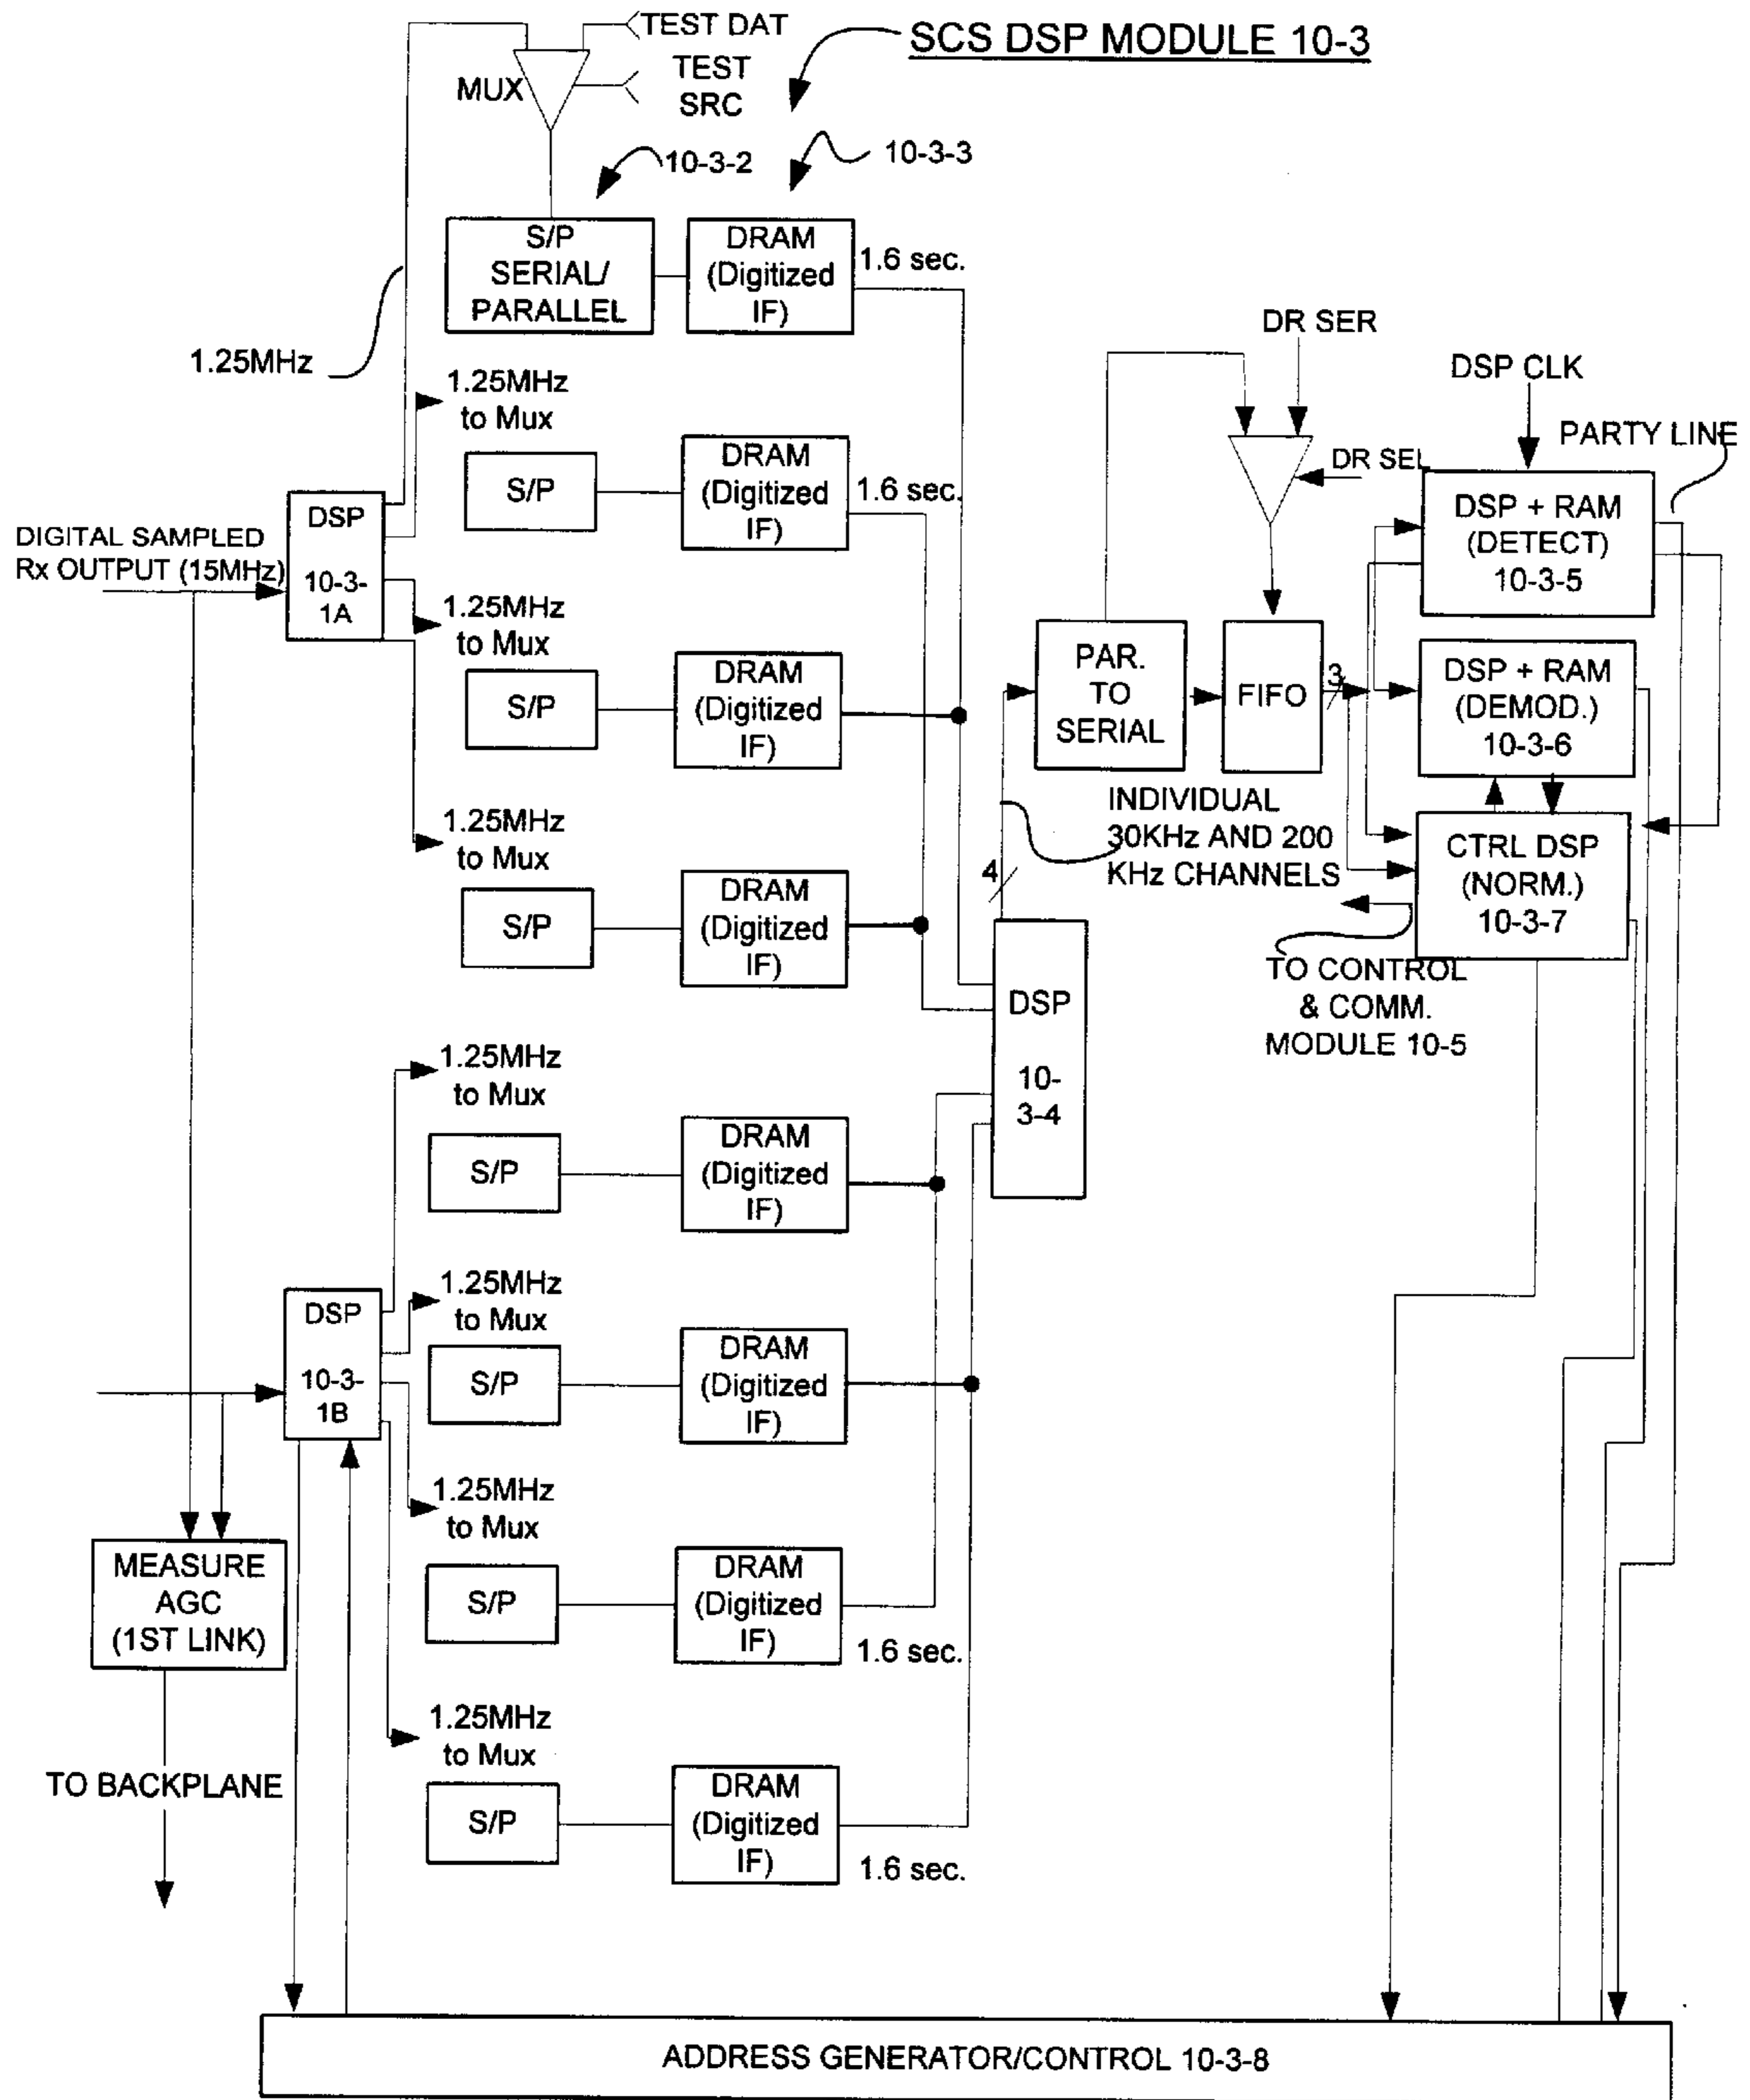 TEST DAT
SCS DSP MODULE 10-3
MUX
TEST
SRC
10-3-2
10-3-3
S/P
SERIAL/
PARALLEL
DRAM
(Digitized
IF)
1.6 sec.
1.25MHz
DR SER
DSP CLK
PARTY LINE
1.25MHz
to Mux
S/P
DRAM
(Digitized
IF)
1.6 sec.
DR SEL
DSP + RAM
(DETECT)
10-3-5
DIGITAL SAMPLED
Rx OUTPUT (15MHz)
DSP
10-3-
1A
1.25MHz
to Mux
S/P
DRAM
(Digitized
IF)
PAR.
TO
SERIAL
FIFO
3
DSP + RAM
(DEMOD.)
10-3-6
INDIVIDUAL
30KHz AND 200
KHz CHANNELS
4
CTRL DSP
(NORM.)
10-3-7
1.25MHz
to Mux
S/P
DRAM
(Digitized
IF)
TO CONTROL
& COMM.
MODULE 10-5
DSP
10-
3-4
1.25MHz
to Mux
S/P
DRAM
(Digitized
IF)
DSP
10-3-
1B
1.25MHz
to Mux
S/P
DRAM
(Digitized
IF)
1.25MHz
to Mux
S/P
DRAM
(Digitized
IF)
1.6 sec.
MEASURE
AGC
(1ST LINK)
TO BACKPLANE
1.25MHz
to Mux
S/P
DRAM
(Digitized
IF)
1.6 sec.
ADDRESS GENERATOR/CONTROL 10-3-8